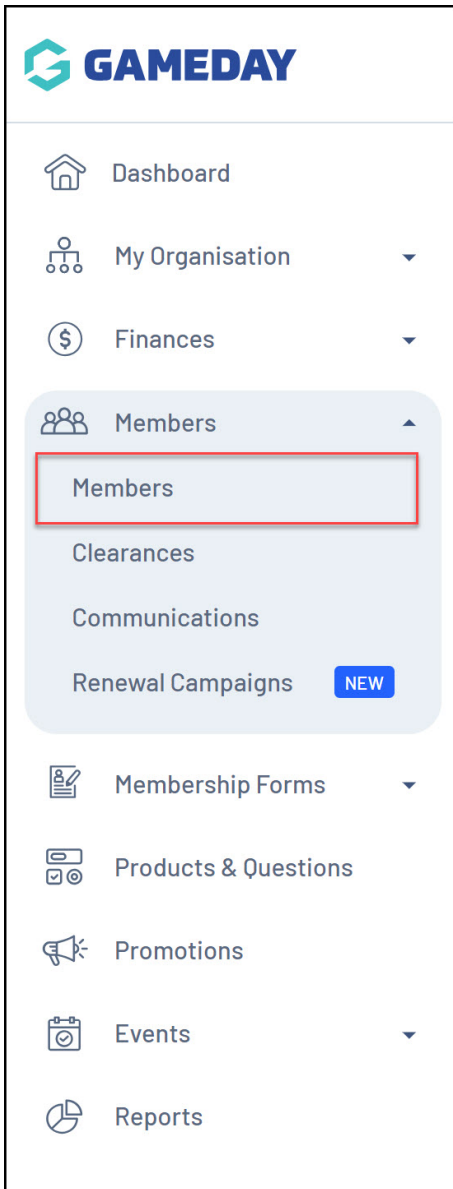 GAMEDAY
Dashboard
My Organisation
Finances
Members
Members
Clearances
Communications
Renewal Campaigns NEW
Membership Forms
Products & Questions
Promotions
Events
Reports